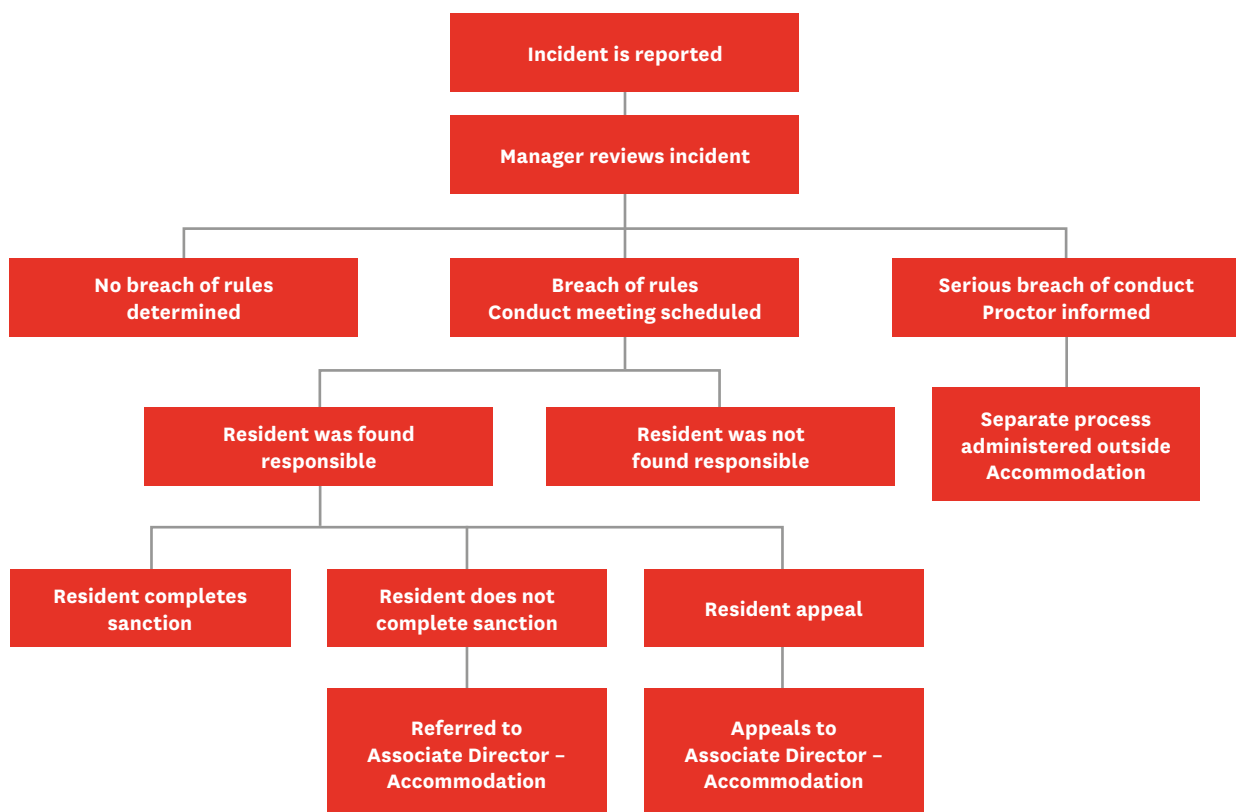 Incident is reported
Manager reviews incident
No breach of rules
determined
Breach of rules
Conduct meeting scheduled
Serious breach of conduct
Proctor informed
Resident was found
responsible
Resident was not
found responsible
Separate process
administered outside
Accommodation
Resident completes
sanction
Resident does not
complete sanction
Resident appeal
Referred to
Associate Director –
Accommodation
Appeals to
Associate Director –
Accommodation